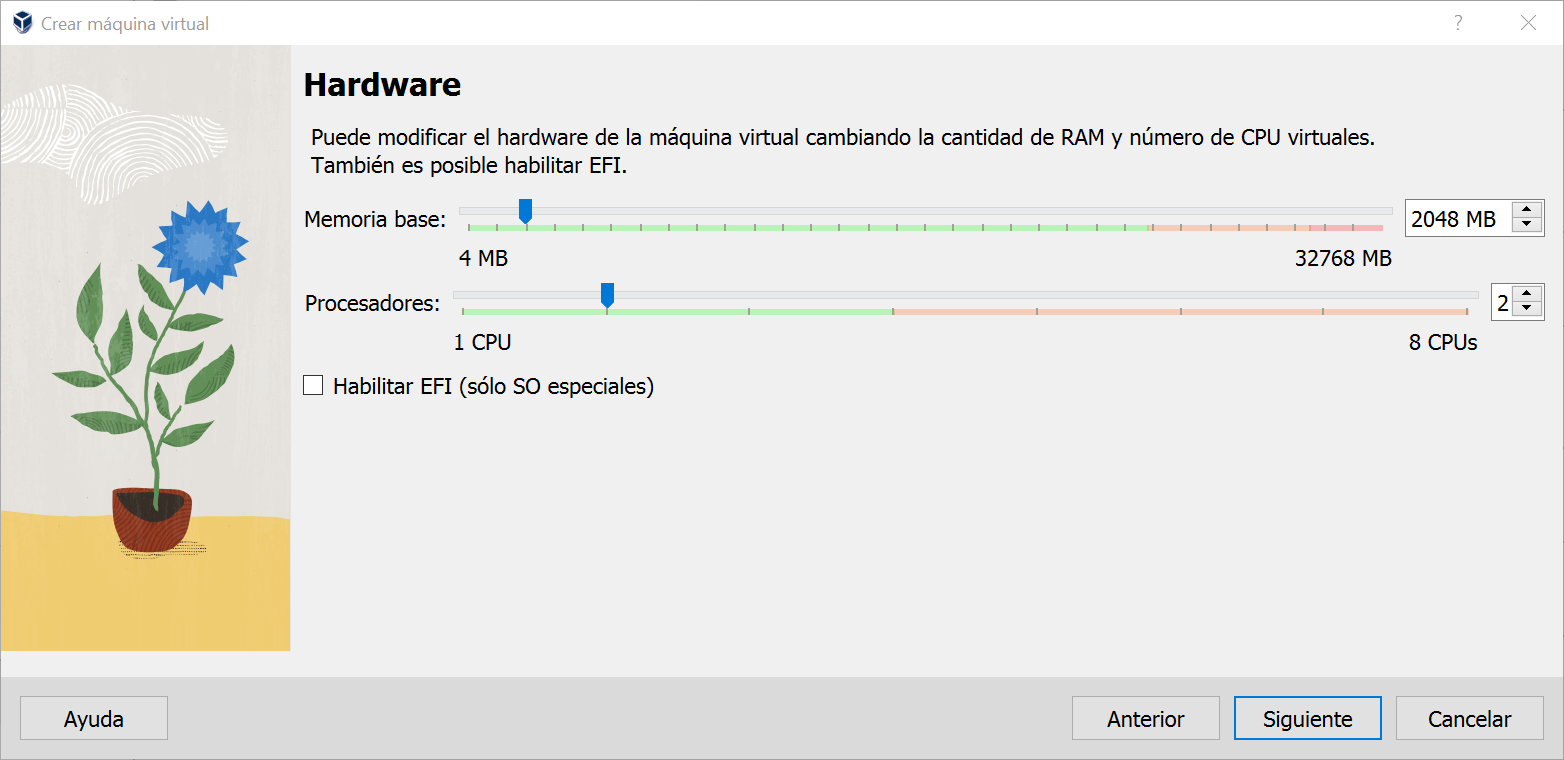 Crear máquina virtual
?
Hardware
Puede modificar el hardware de la máquina virtual cambiando la cantidad de RAM y número de CPU virtuales.
También es posible habilitar EFI.
Memoria base:
2048 MB
4 MB
32768 MB
Procesadores:
2
1 CPU
8 CPUs
Habilitar EFI (sólo SO especiales)
Ayuda
Anterior
Siguiente
Cancelar